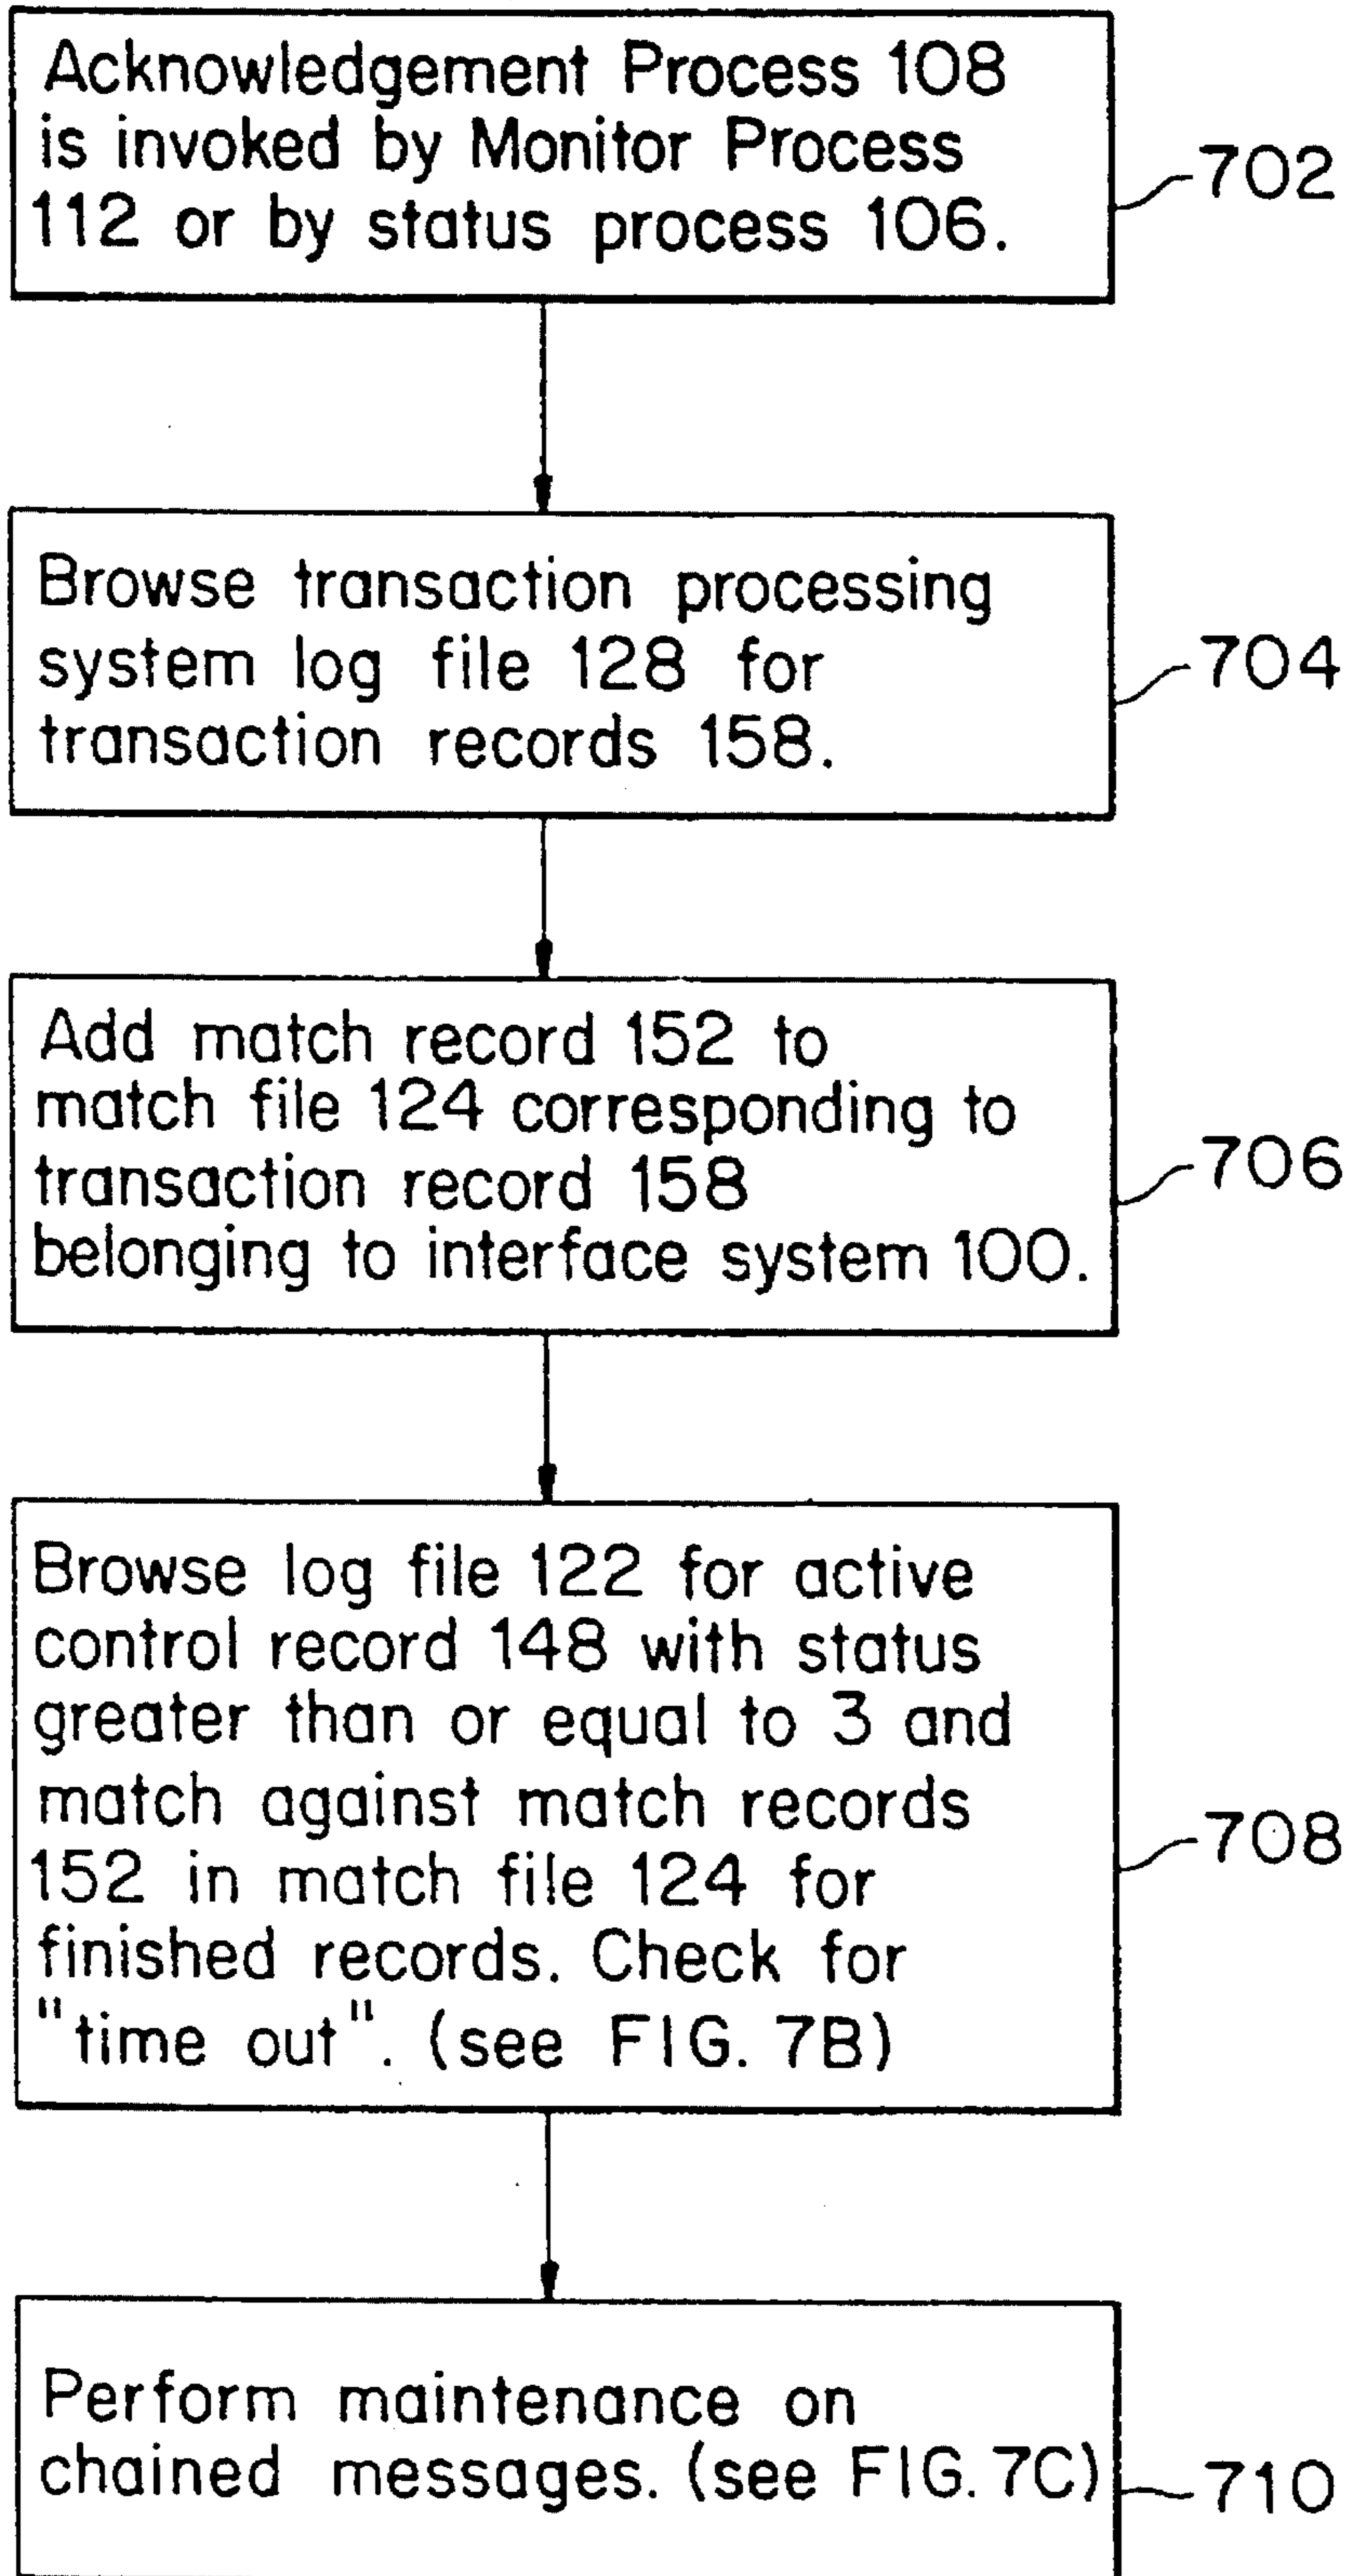 Acknowledgement Process 108
is invoked by Monitor Process
112 or by status process 106.
702
Browse transaction processing
system log file 128 for
transaction records 158.
704
Add match record 152 to
match file 124 corresponding to
transaction record 158
belonging to interface system 100.
706
Browse log file 122 for active
control record 148 with status
greater than or equal to 3 and
match against match records
152 in match file 124 for
finished records. Check for
"time out". (see FIG. 7B)
708
Perform maintenance on
chained messages. (see FIG. 7C)
710